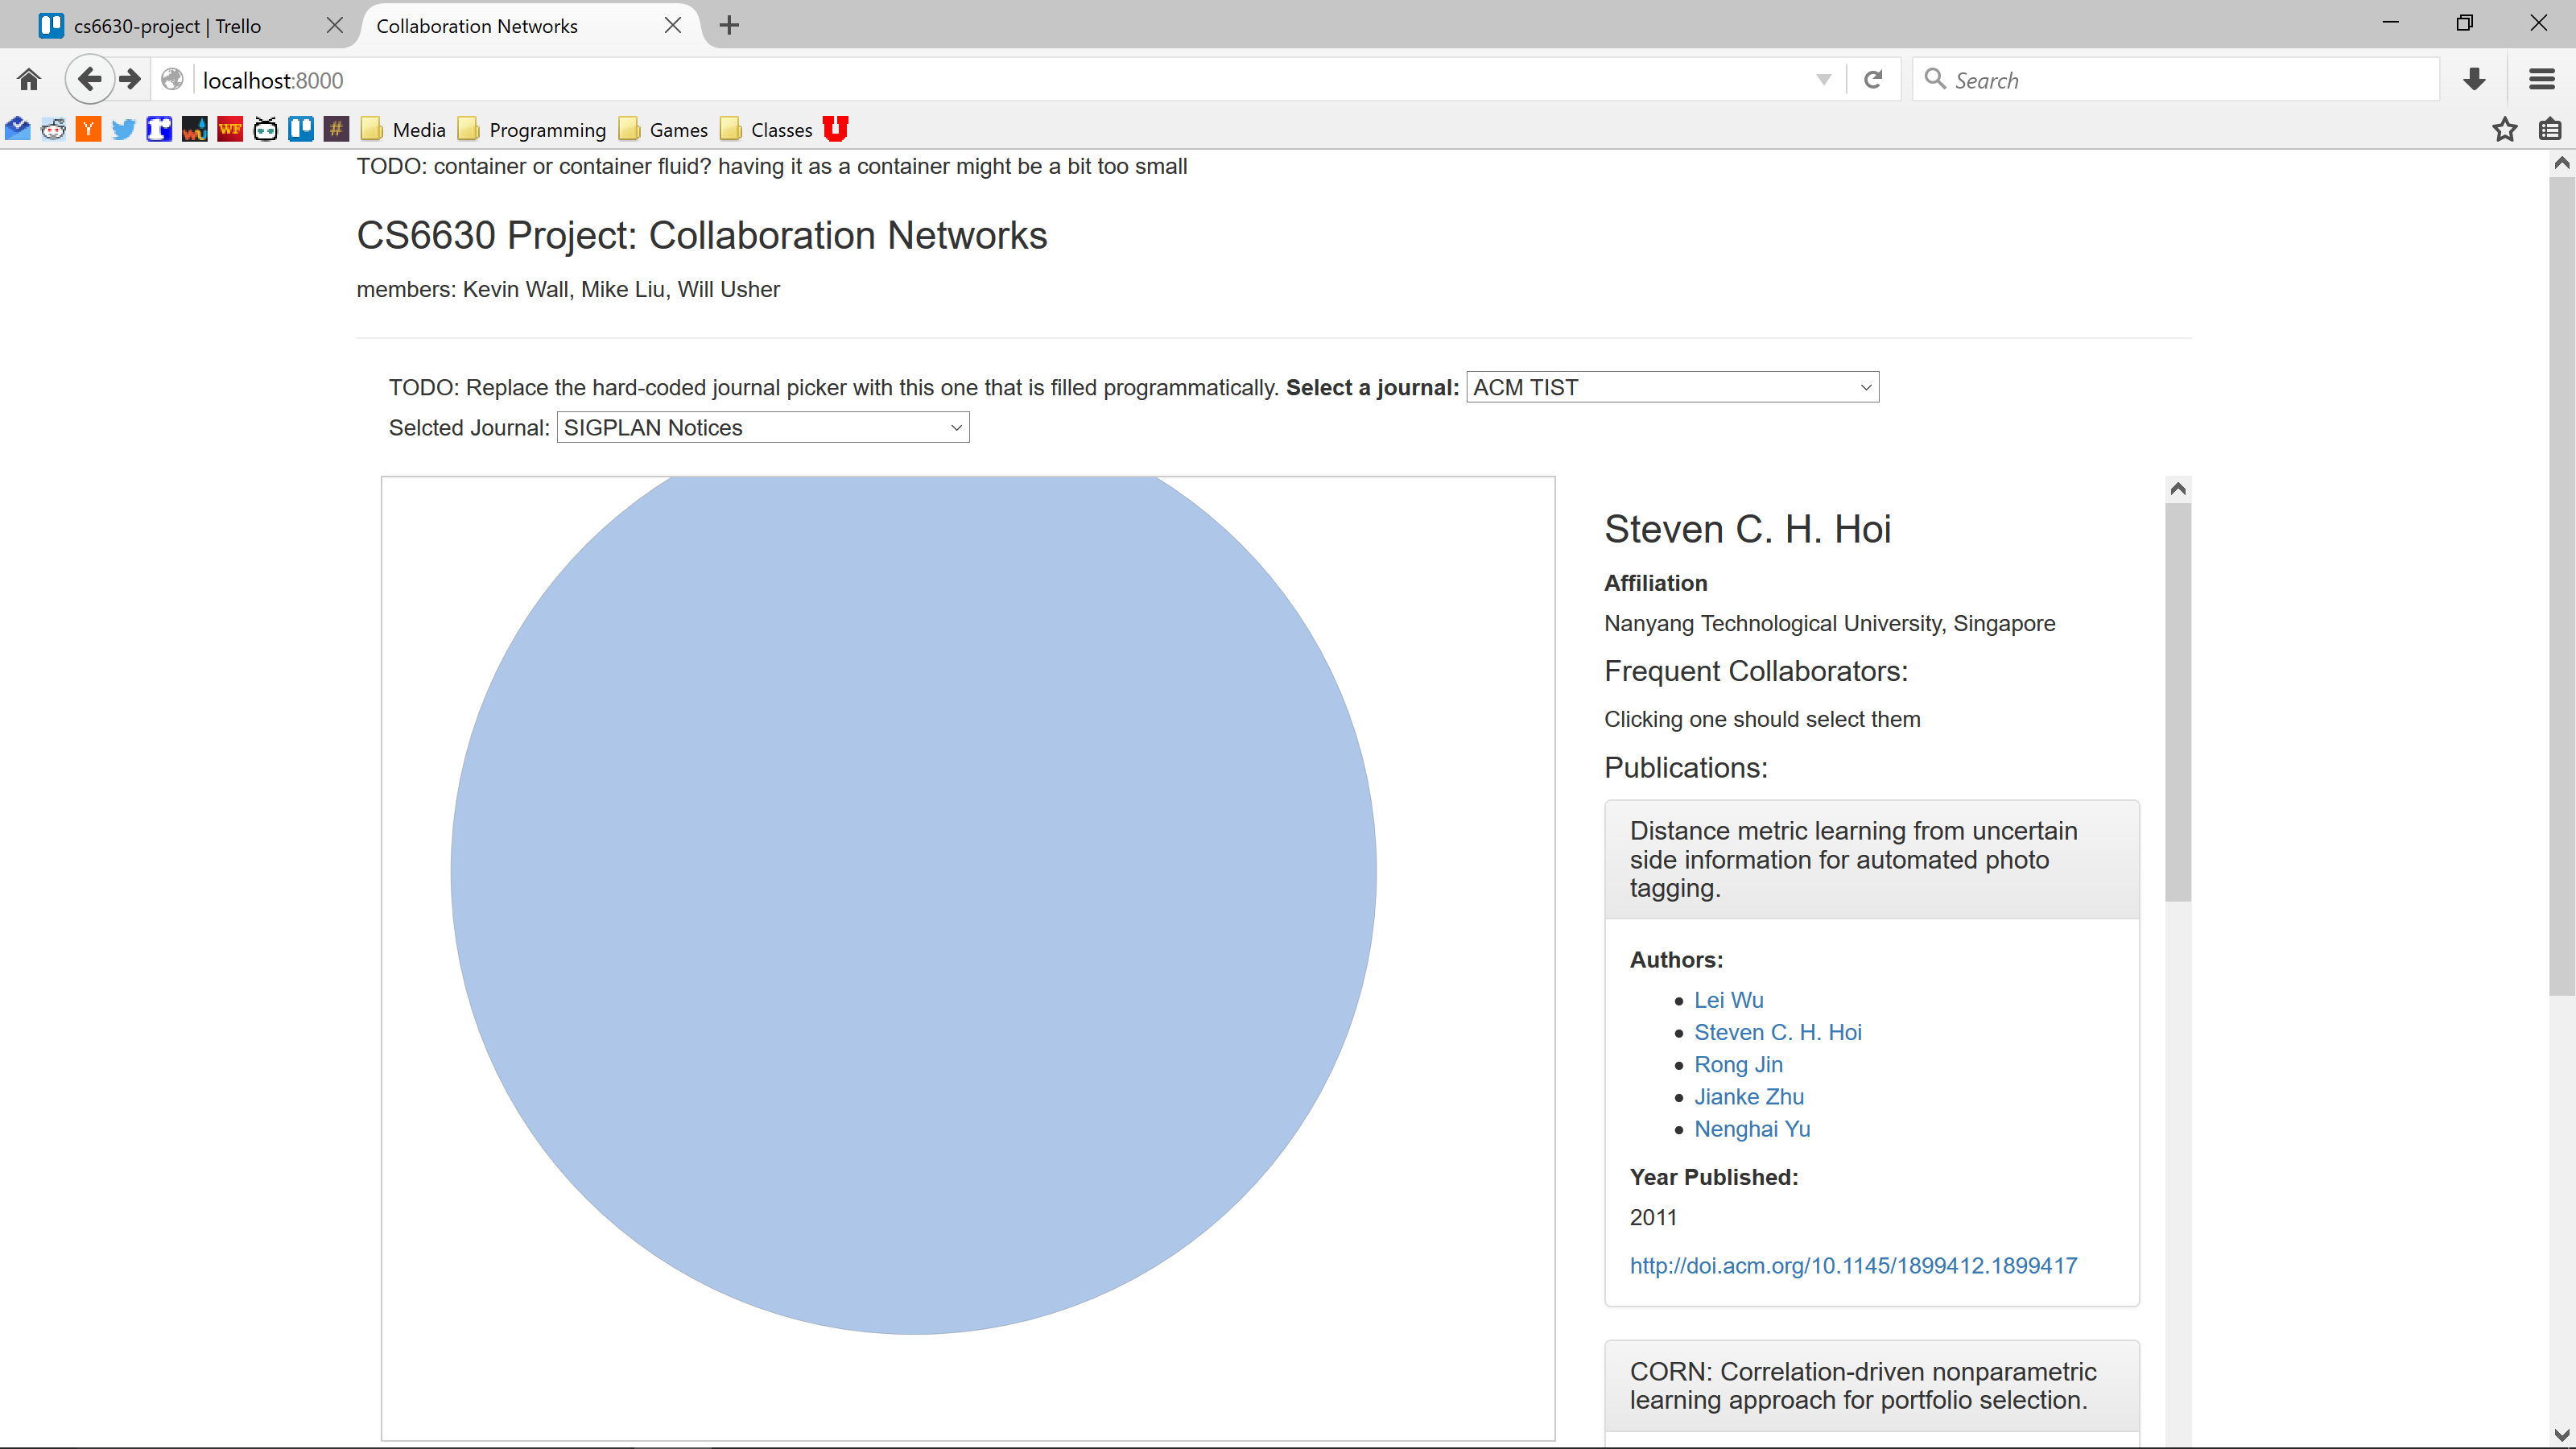 cs6630-project | Trello
Collaboration Networks
localhost:8000
Search
Y
WF
#
Media
Programming
Games
Classes
U
TODO: container or container fluid? having it as a container might be a bit too small
CS6630 Project: Collaboration Networks
members: Kevin Wall, Mike Liu, Will Usher
TODO: Replace the hard-coded journal picker with this one that is filled programmatically. Select a journal: ACM TIST
Selcted Journal: SIGPLAN Notices
Steven C. H. Hoi
Affiliation
Nanyang Technological University, Singapore
Frequent Collaborators:
Clicking one should select them
Publications:
Distance metric learning from uncertain
side information for automated photo
tagging.
Authors:
Lei Wu
Steven C. H. Hoi
Rong Jin
Jianke Zhu
Nenghai Yu
Year Published:
2011
http://doi.acm.org/10.1145/1899412.1899417
CORN: Correlation-driven nonparametric
learning approach for portfolio selection.